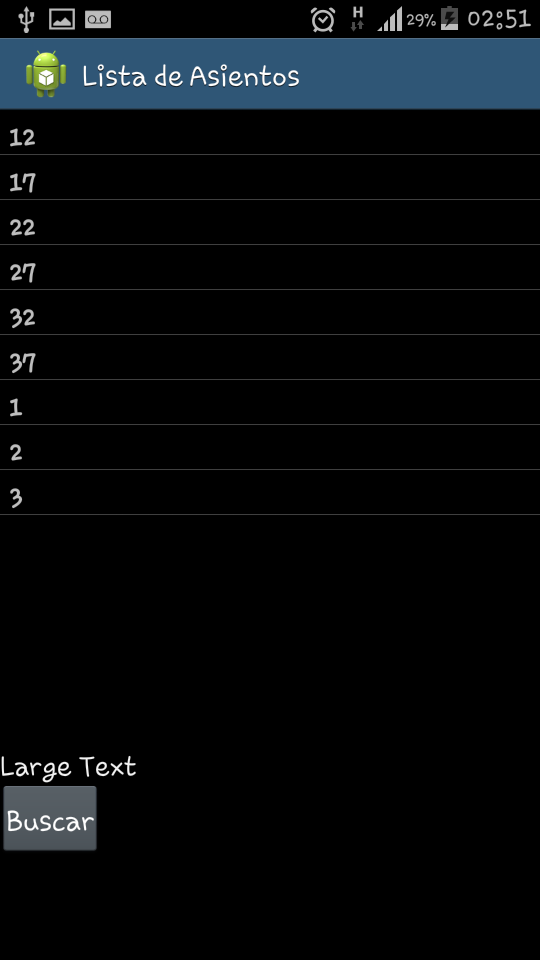 H 29% 02:51
Lista de Asientos
12
17
22
27
32
37
1
2
3
Large Text
Buscar